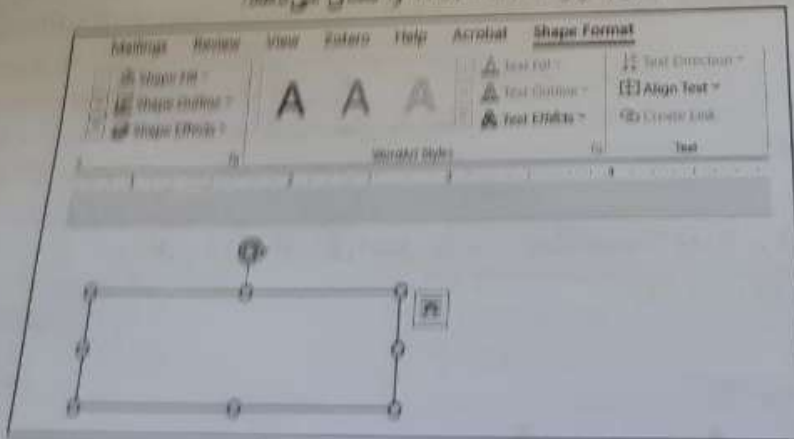 Mailings Review View Entero Help Acrobat Shape Format
Shape Fill
Shape Outline
Shape Effects
A A A
Text Fill
Text Outline
Text Effects
WordArt Styles
Text Direction
Align Text
Create Link
Text